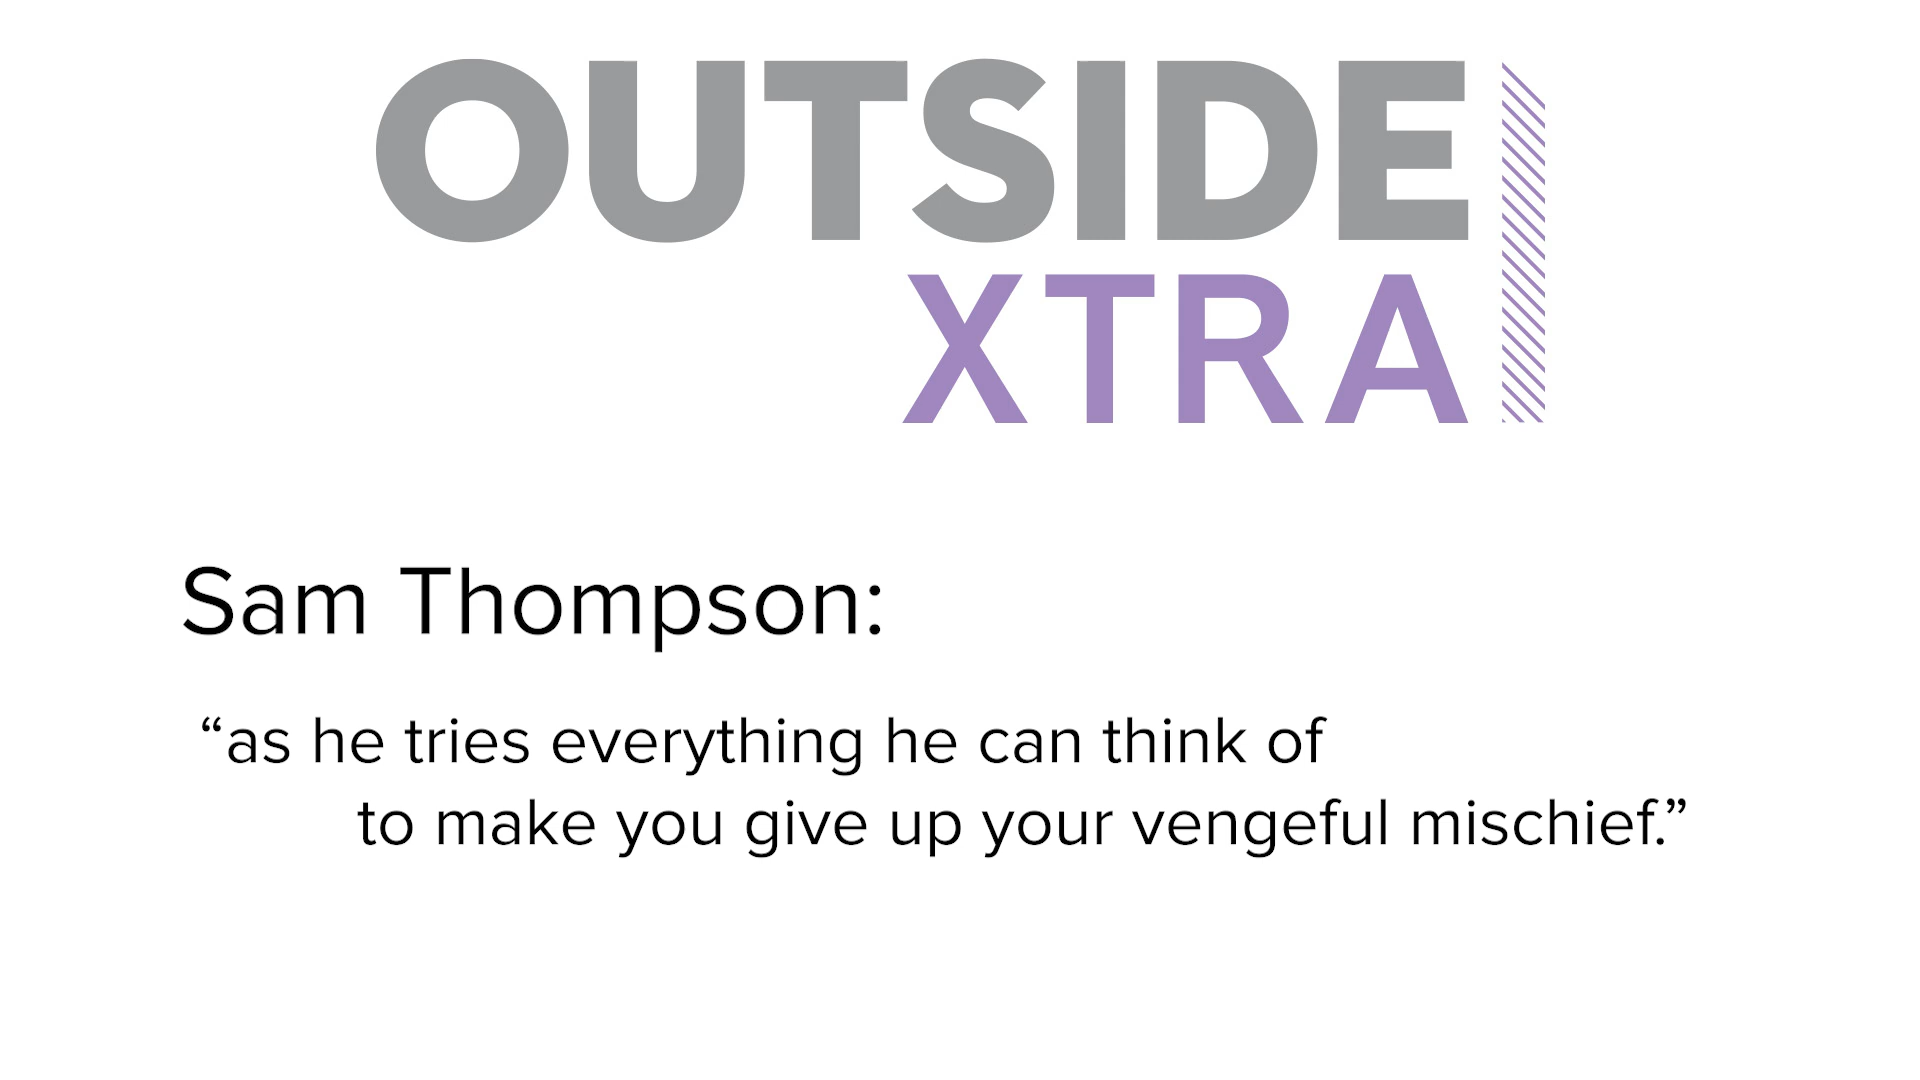 OUTSIDE
XTRA
Sam Thompson:
“as he tries everything he can think of
to make you give up your vengeful mischief.”